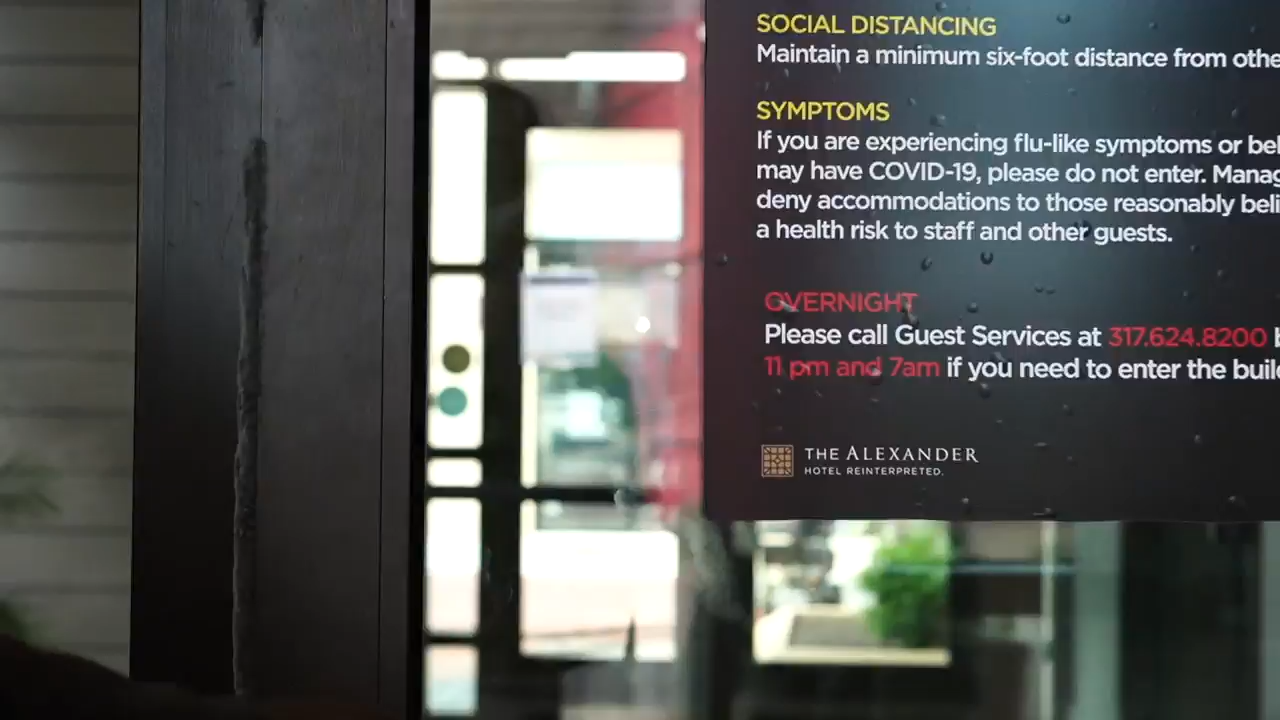 SOCIAL DISTANCING
Maintain a minimum six-foot distance from othe
SYMPTOMS
If you are experiencing flu-like symptoms or bel
may have COVID-19, please do not enter. Manag
deny accommodations to those reasonably beli
a health risk to staff and other guests.
OVERNIGHT
Please call Guest Services at 317.624.8200 b
11 pm and 7am if you need to enter the buil
THE ALEXANDER
HOTEL REINTERPRETED.